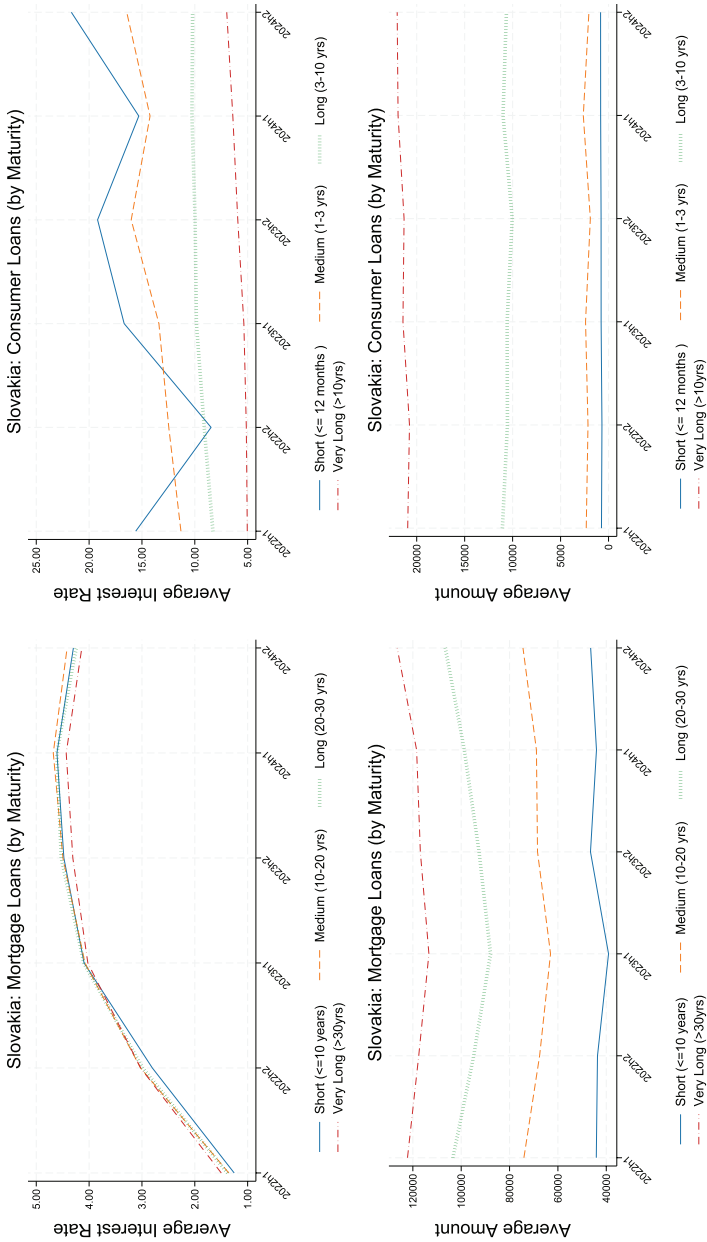 Slovakia: Mortgage Loans (by Maturity)
Average Interest Rate
5.00
4.00
3.00
2.00
1.00
2022h1
2022h2
2023h1
2023h2
2024h1
2024h2
Short (<=10 years)
Medium (10-20 yrs)
Long (20-30 yrs)
Very Long (>30yrs)
Slovakia: Consumer Loans (by Maturity)
Average Interest Rate
25.00
20.00
15.00
10.00
5.00
2022h1
2022h2
2023h1
2023h2
2024h1
2024h2
Short (<= 12 months )
Medium (1-3 yrs)
Long (3-10 yrs)
Very Long (>10yrs)
Slovakia: Mortgage Loans (by Maturity)
Average Amount
120000
100000
80000
60000
40000
2022h1
2022h2
2023h1
2023h2
2024h1
2024h2
Short (<=10 years)
Medium (10-20 yrs)
Long (20-30 yrs)
Very Long (>30yrs)
Slovakia: Consumer Loans (by Maturity)
Average Amount
20000
15000
10000
5000
0
2022h1
2022h2
2023h1
2023h2
2024h1
2024h2
Short (<= 12 months )
Medium (1-3 yrs)
Long (3-10 yrs)
Very Long (>10yrs)